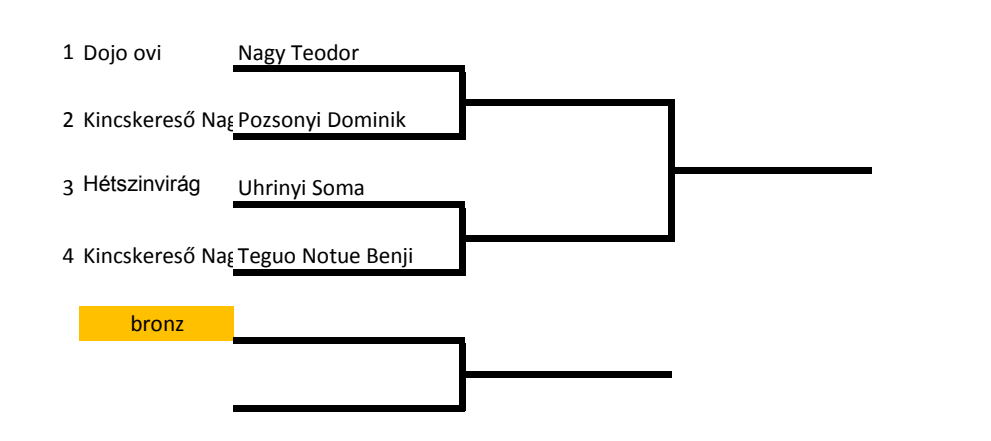 1 Dojo ovi Nagy Teodor
2 Kincskereső Nag Pozsonyi Dominik
3 Hétszinvirág Uhrinyi Soma
4 Kincskereső Nag Teguo Notue Benji
bronz